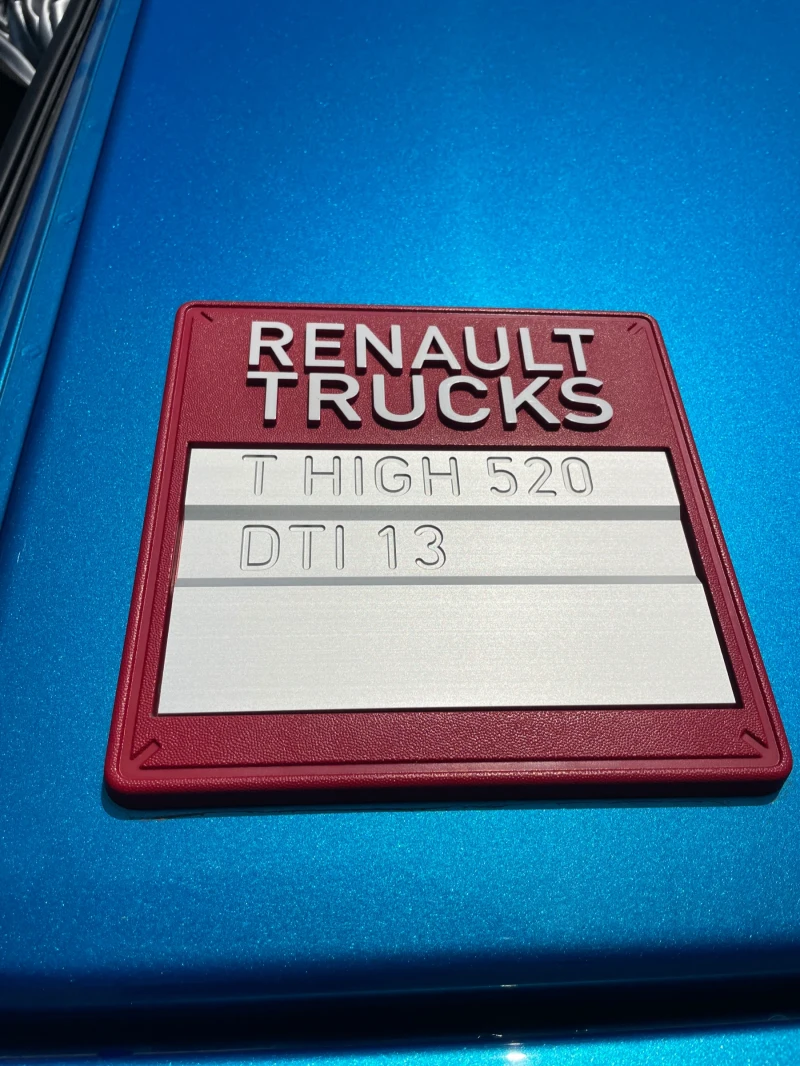 RENAULT
TRUCKS
T HIGH 520
DTI 13